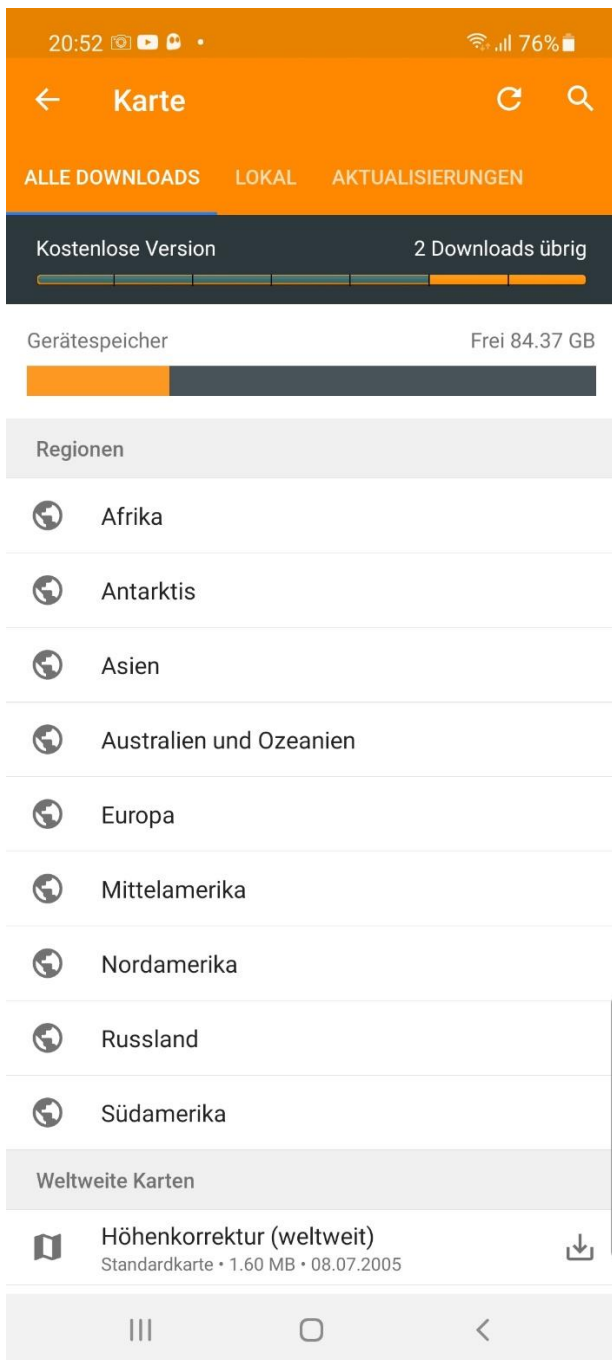 20:52 76%
Karte
ALLE DOWNLOADS LOKAL AKTUALISIERUNGEN
Kostenlose Version 2 Downloads übrig
Gerätespeicher Frei 84.37 GB
Regionen
Afrika
Antarktis
Asien
Australien und Ozeanien
Europa
Mittelamerika
Nordamerika
Russland
Südamerika
Weltweite Karten
Höhenkorrektur (weltweit)
Standardkarte • 1.60 MB • 08.07.2005